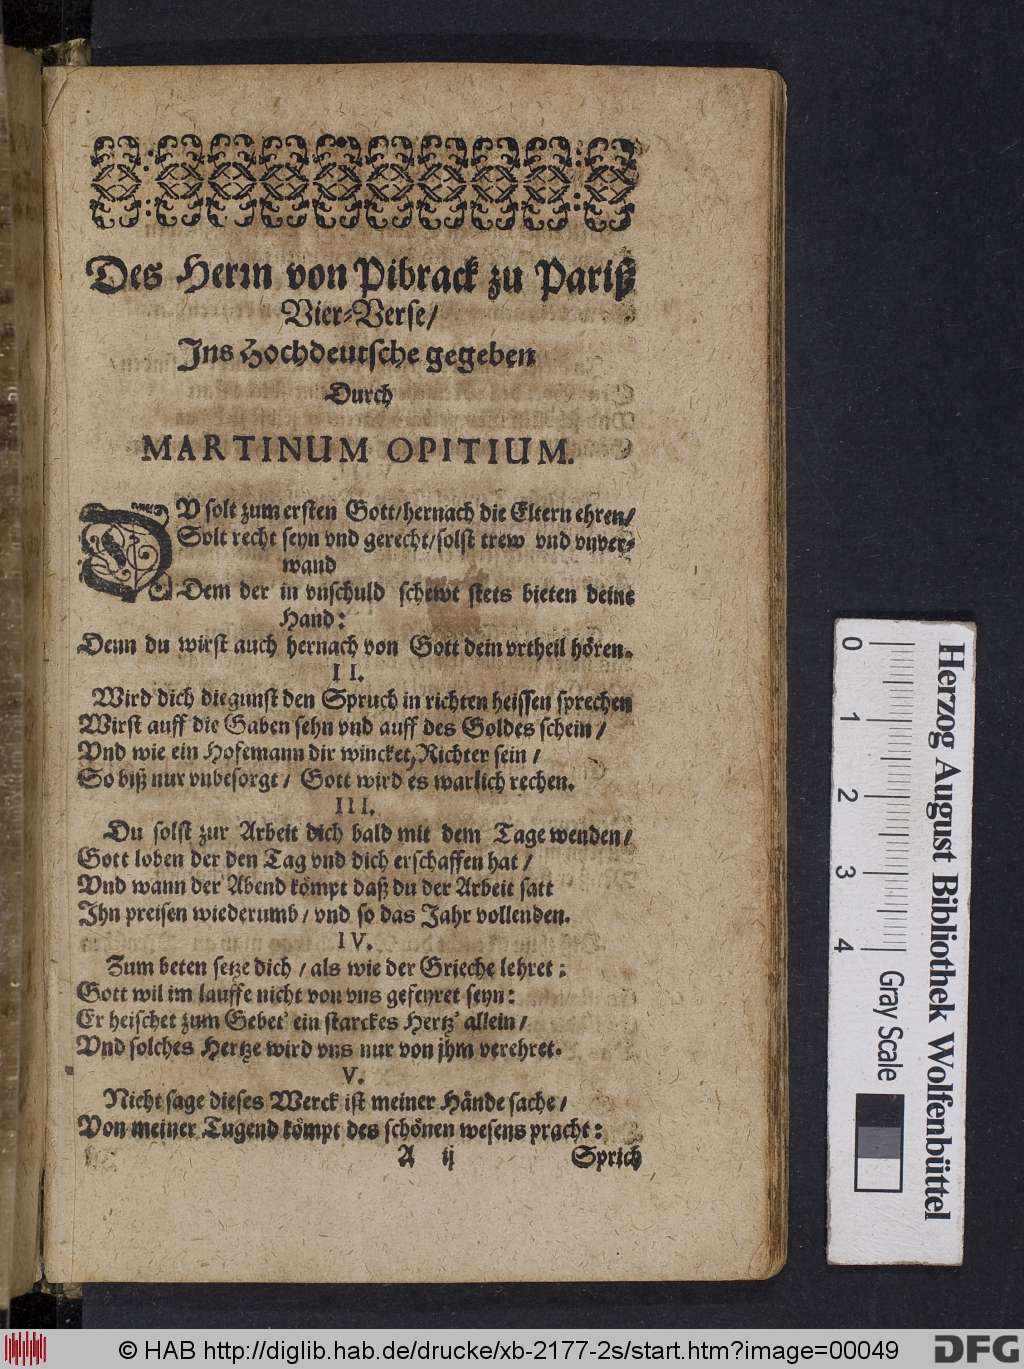 Des Herrn von Pibrack zu Pariß
Vier-Verse/
Ins Hochdeutsche gegeben
Durch
MARTINUM OPITIUM.
DU solt zum ersten Gott/hernach die Eltern ehren/
Solt recht seyn vnd gerecht/solst trew vnd vnver-
wand
Dem der in vnschuld schewt stets bieten deine
Hand:
Denn du wirst auch hernach von Gott dein vrtheil hören.
II.
Wird dich die gunst den Spruch in richten heissen sprechen
Wirst auff die Gaben sehn vnd auff des Goldes schein/
Vnd wie ein Hofemann dir wincket, Richter sein/
So biß nur vnbesorgt/ Gott wird es warlich rechen.
III.
Du solst zur Arbeit dich bald mit dem Tage wenden/
Gott loben der den Tag vnd dich erschaffen hat/
Vnd wann der Abend kömpt daß du der Arbeit satt
Ihn preisen wiederumb/ vnd so das Jahr vollenden.
IV.
Zum beten setze dich/ als wie der Grieche lehret:
Gott wil im lauffe nicht von vns gefeyret seyn:
Er heischet zum Gebet' ein starckes Hertz' allein/
Vnd solches Hertze wird vns nur von jhm verehret.
V.
Nicht sage dieses Werck ist meiner Hände sache/
Von meiner Tugend kömpt des schönen wesens pracht:
A ij Sprich
0 1 2 3 4
Gray Scale
Herzog August Bibliothek Wolfenbüttel
© HAB http://diglib.hab.de/drucke/xb-2177-2s/start.htm?image=00049
DFG